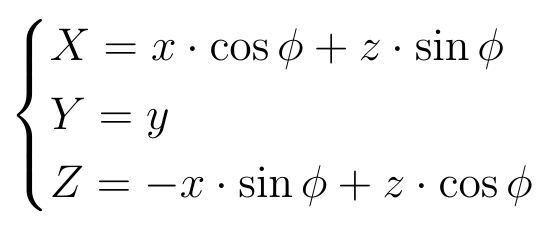 X = x · cos ϕ + z · sin ϕ
Y = y
Z = −x · sin ϕ + z · cos ϕ